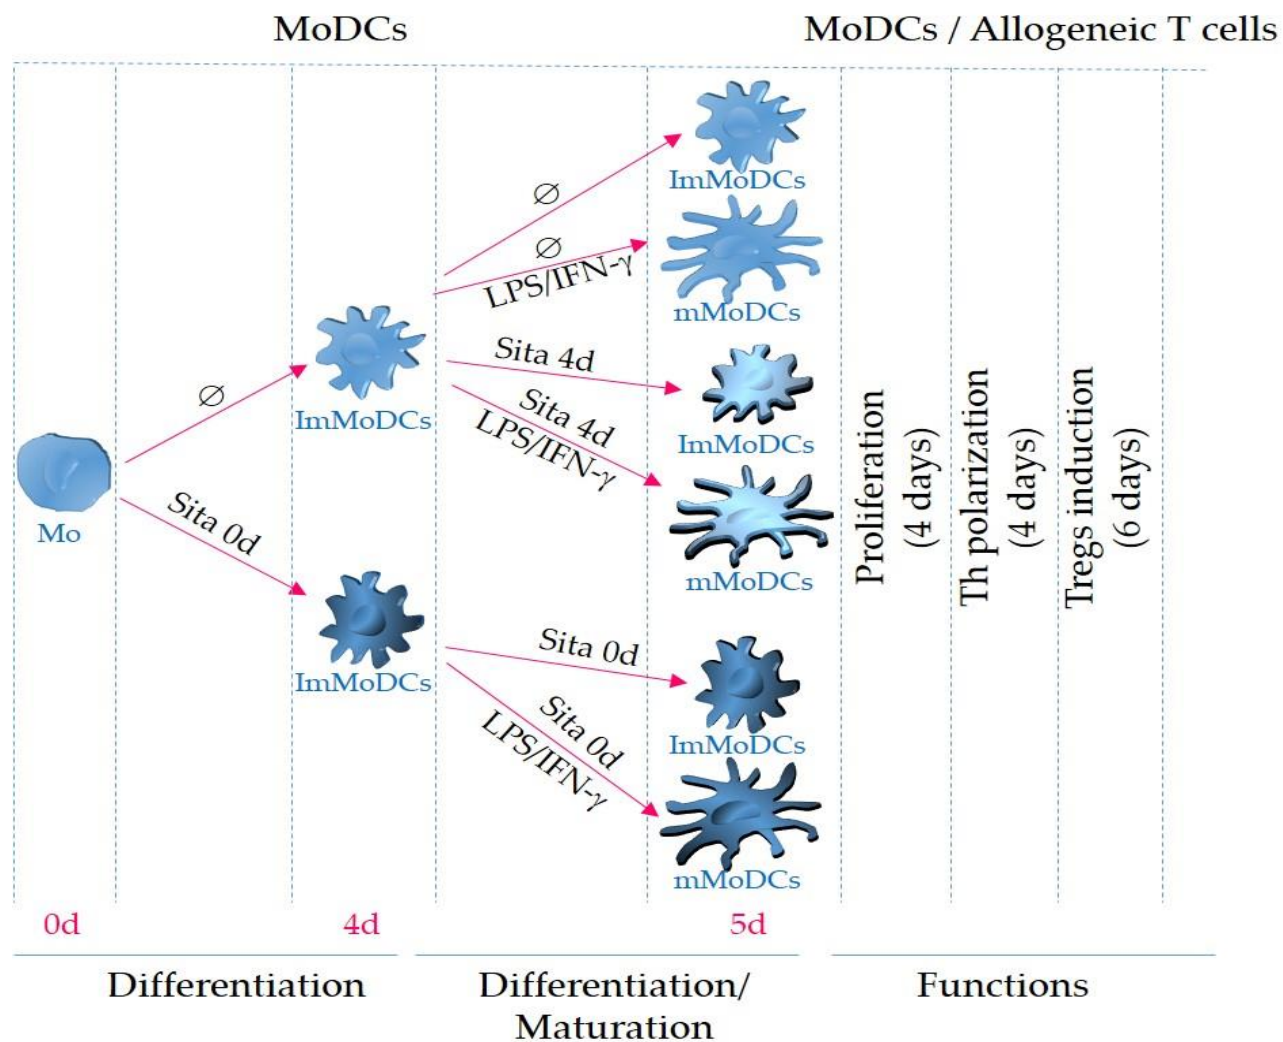 MoDCs
MoDCs / Allogeneic T cells
∅
ImMoDCs
∅
LPS/IFN-γ
mMoDCs
∅
ImMoDCs
Sita 4d
ImMoDCs
Sita 4d
LPS/IFN-γ
mMoDCs
Mo
Sita 0d
ImMoDCs
Sita 0d
ImMoDCs
Sita 0d
LPS/IFN-γ
mMoDCs
Proliferation
(4 days)
Th polarization
(4 days)
Tregs induction
(6 days)
0d
4d
5d
Differentiation
Differentiation/
Maturation
Functions